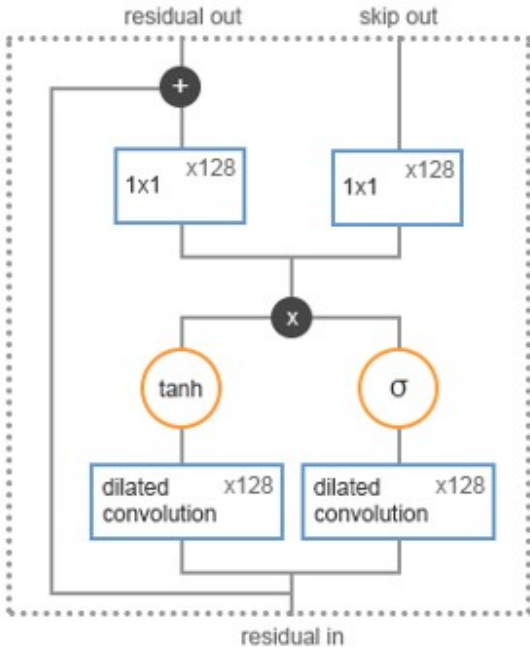 residual out
skip out
+
1x1 x128
1x1 x128
x
tanh
σ
dilated x128
convolution
dilated x128
convolution
residual in